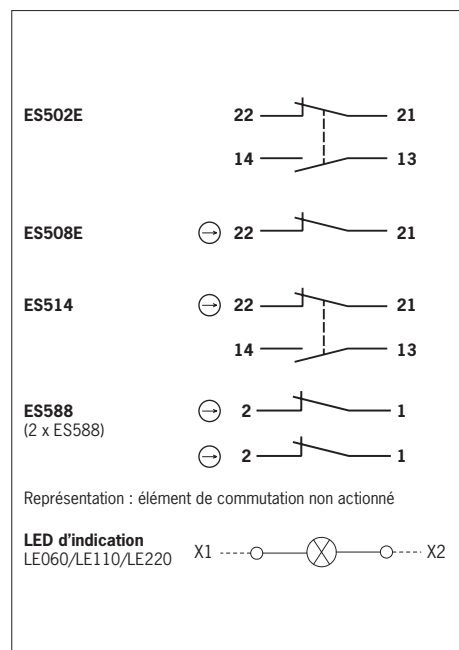 ES502E 22 21
14 13
ES508E 22 21
ES514 22 21
14 13
ES588 2 1
(2 x ES588)
2 1
Représentation : élément de commutation non actionné
LED d'indication
LE060/LE110/LE220 X1 X2